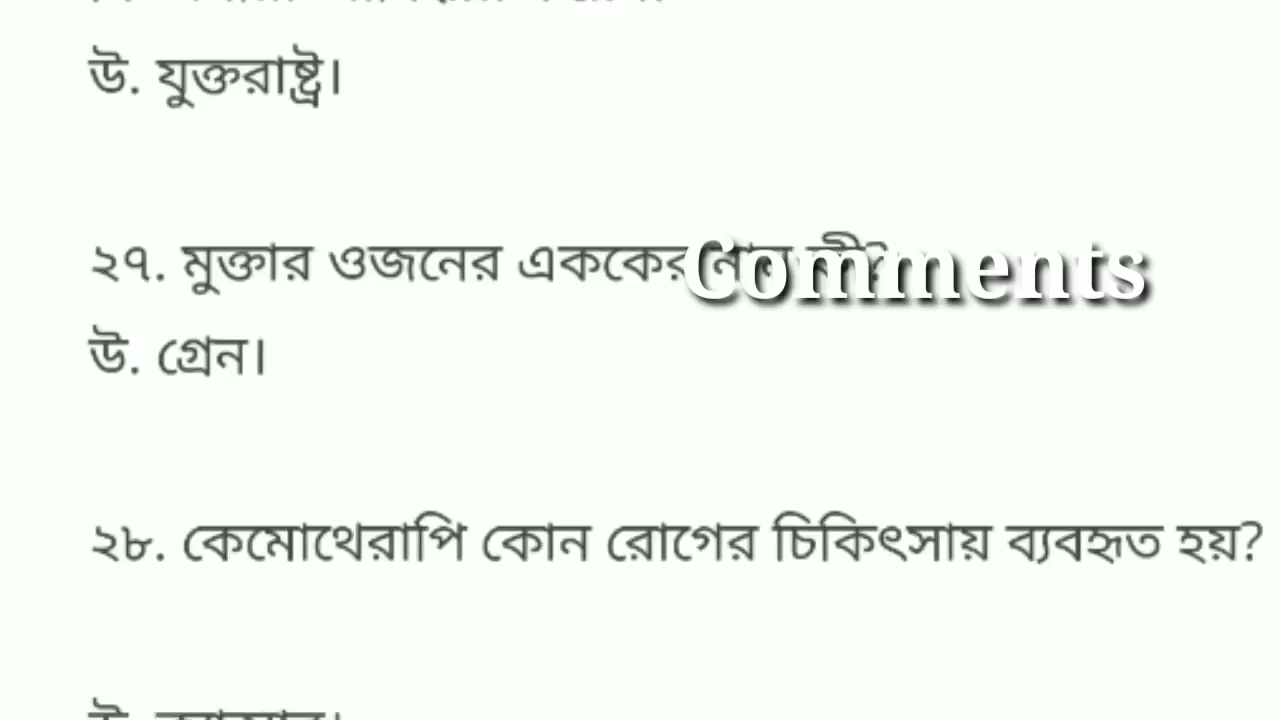 উ. যুক্তরাষ্ট্র।
২৭. মুক্তার ওজনের এককের নাম কী?
Comments
উ. গ্রেন।
২৮. কেমোথেরাপি কোন রোগের চিকিৎসায় ব্যবহৃত হয়?